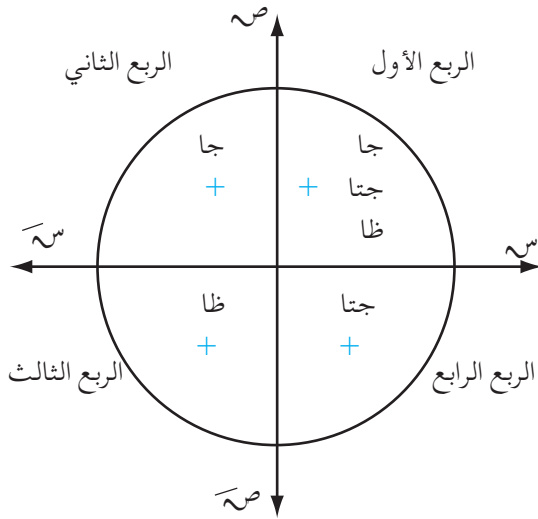 ص
الربع الأول
الربع الثاني
جا
جتا
ظا
+
جا
+
س
سَ
جتا
+
ظا
+
الربع الرابع
الربع الثالث
صَ